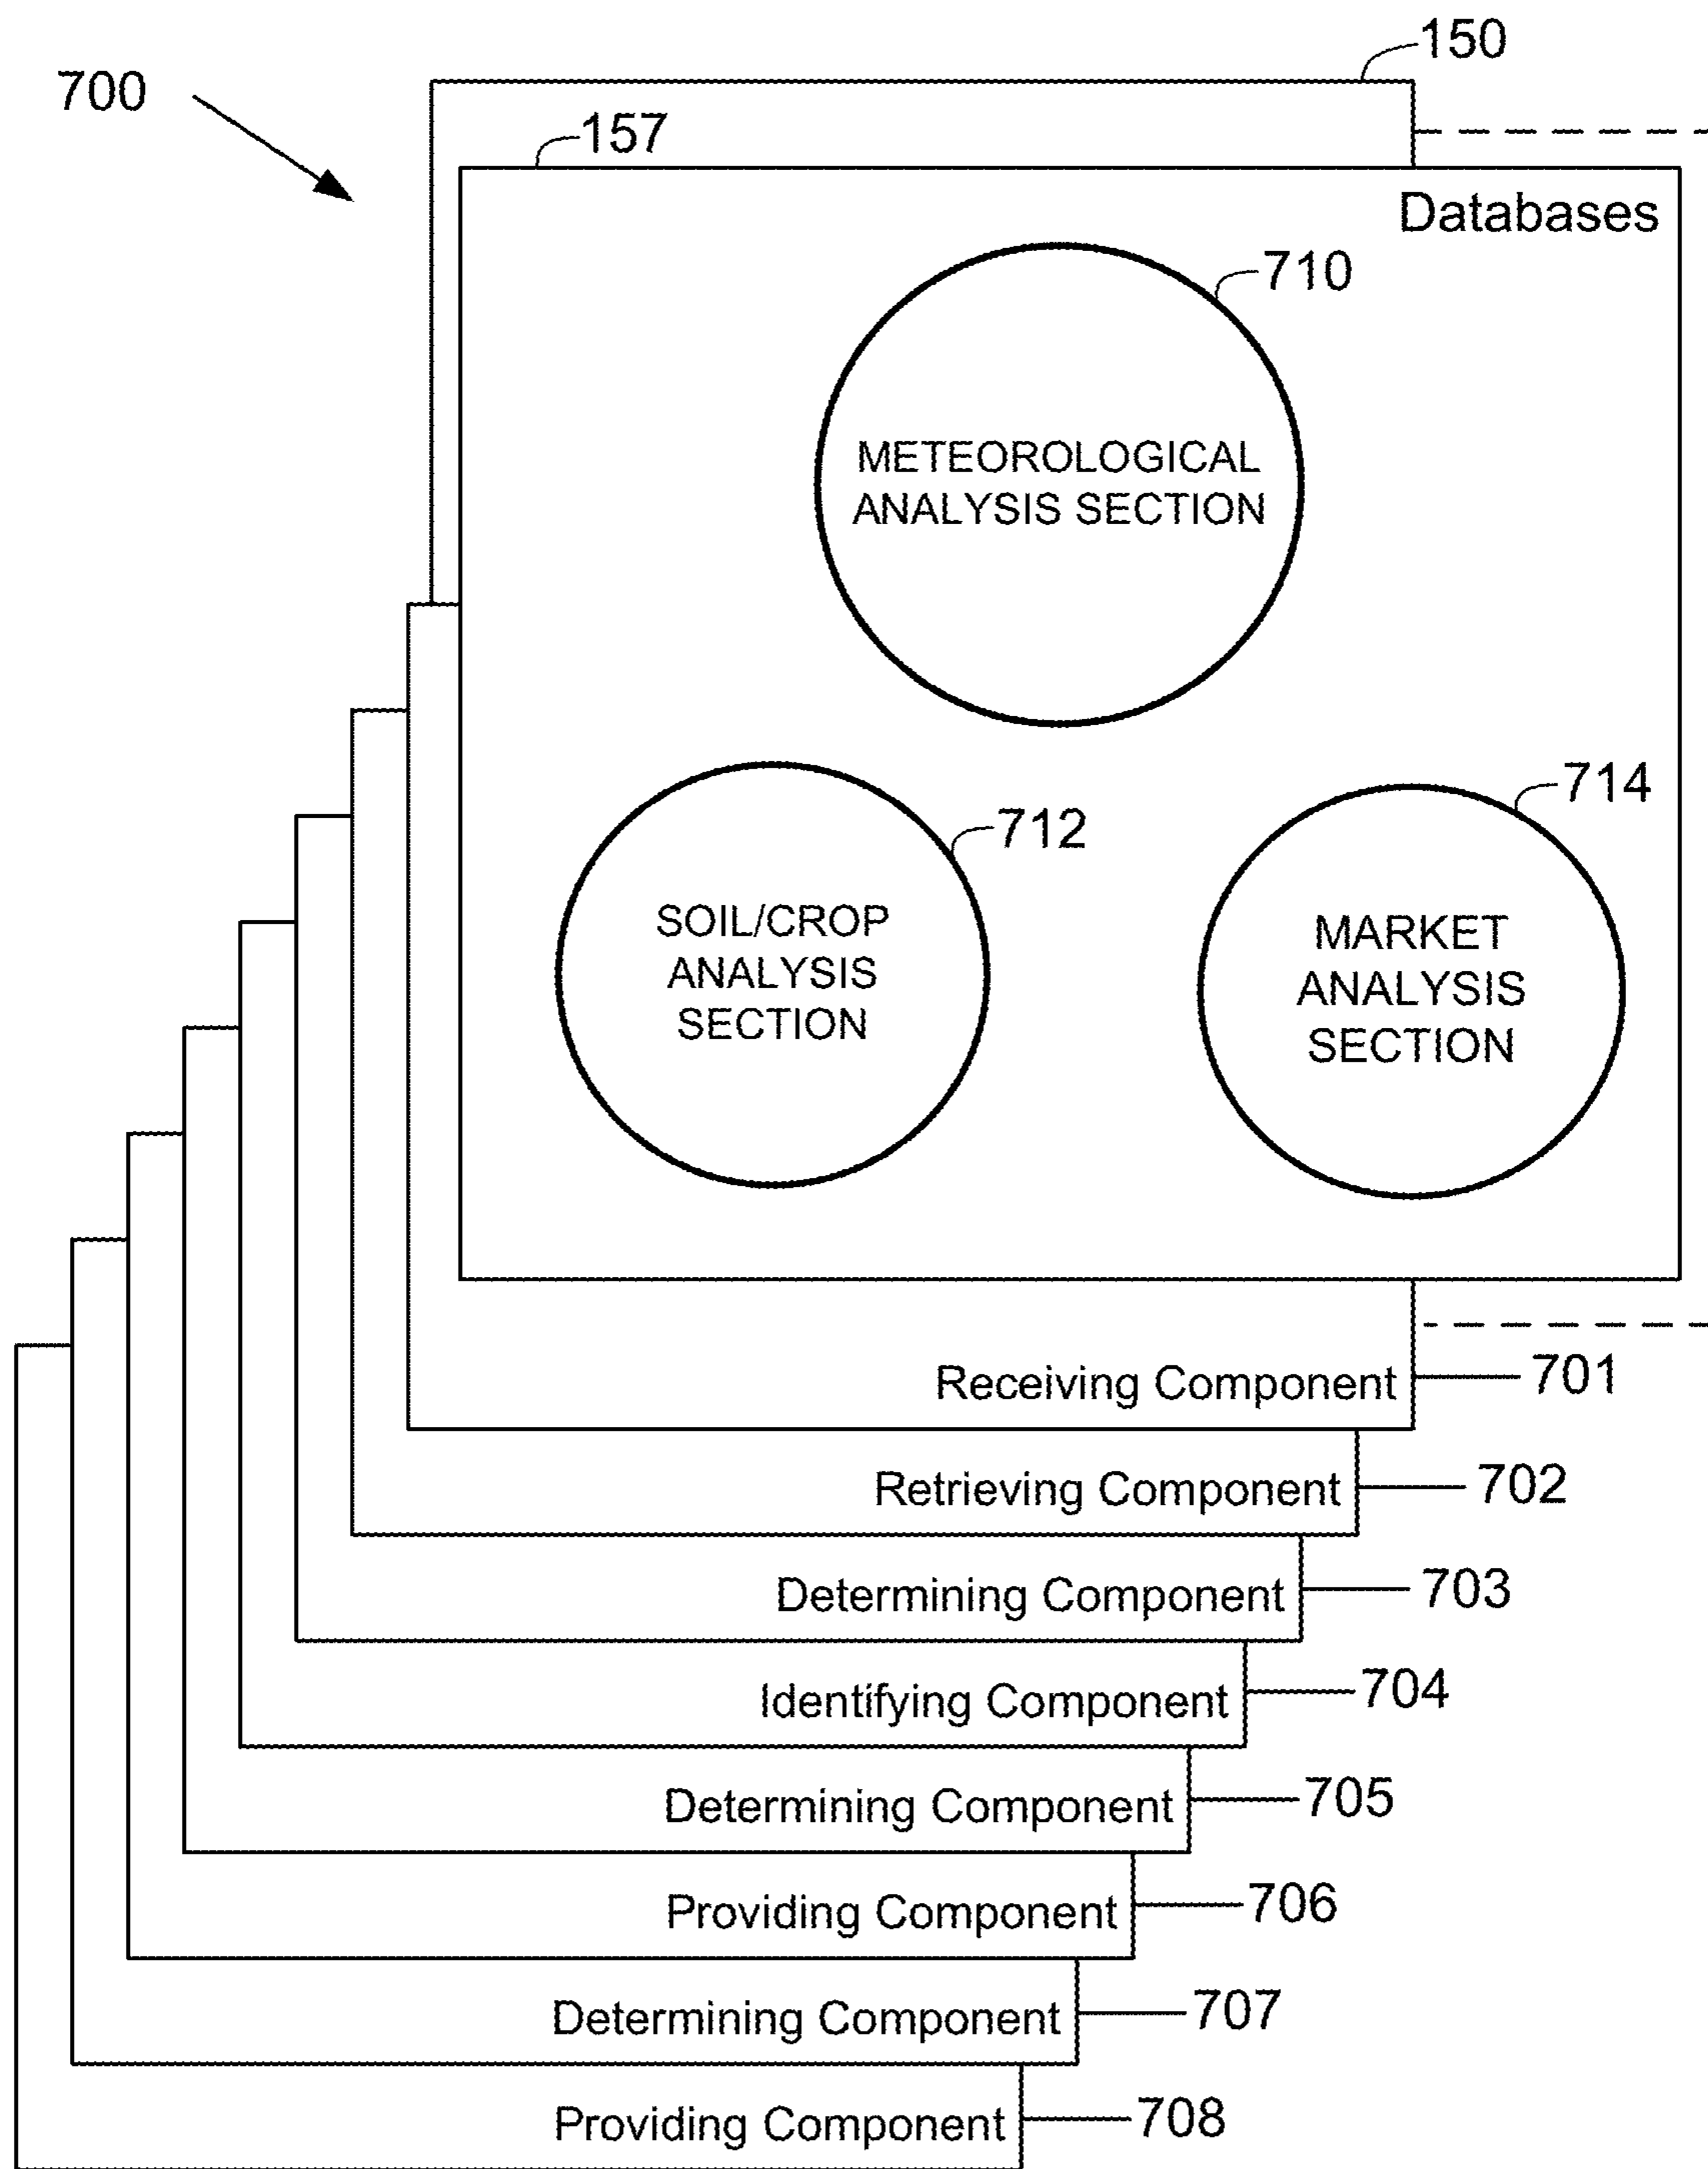 150
700
157
Databases
710
METEOROLOGICAL
ANALYSIS SECTION
714
712
SOIL/CROP
ANALYSIS
SECTION
MARKET
ANALYSIS
SECTION
Receiving Component 701
Retrieving Component 702
Determining Component 703
Identifying Component 704
Determining Component 705
Providing Component 706
Determining Component 707
Providing Component 708